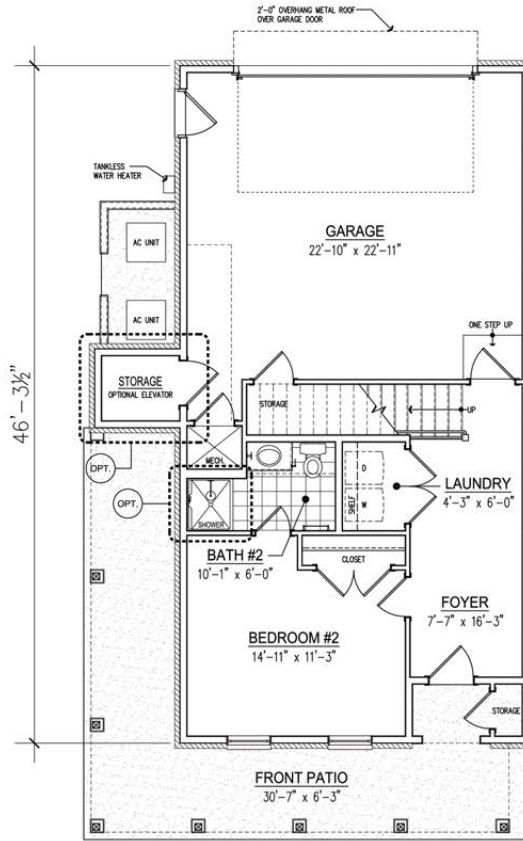 2'-0" OVERHANG METAL ROOF
OVER GARAGE DOOR
TANKLESS
WATER HEATER
AC UNIT
GARAGE
22'-10" x 22'-11"
AC UNIT
ONE STEP UP
46'-3½"
STORAGE
OPTIONAL ELEVATOR
STORAGE
UP
MECH.
OPT.
D
LAUNDRY
4'-3" x 6'-0"
OPT.
SHELF
W
SHOWER
BATH #2
10'-1" x 6'-0"
CLOSET
FOYER
7'-7" x 16'-3"
BEDROOM #2
14'-11" x 11'-3"
STORAGE
FRONT PATIO
30'-7" x 6'-3"